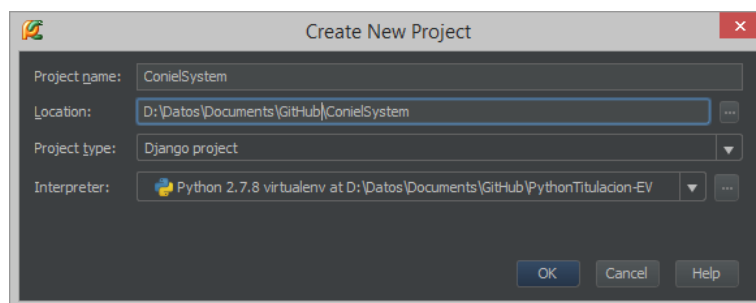 Create New Project
Project name: ConielSystem
Location: D:\Datos\Documents\GitHub\ConielSystem
Project type: Django project
Interpreter: Python 2.7.8 virtualenv at D:\Datos\Documents\GitHub\PythonTitulacion-EV
OK Cancel Help